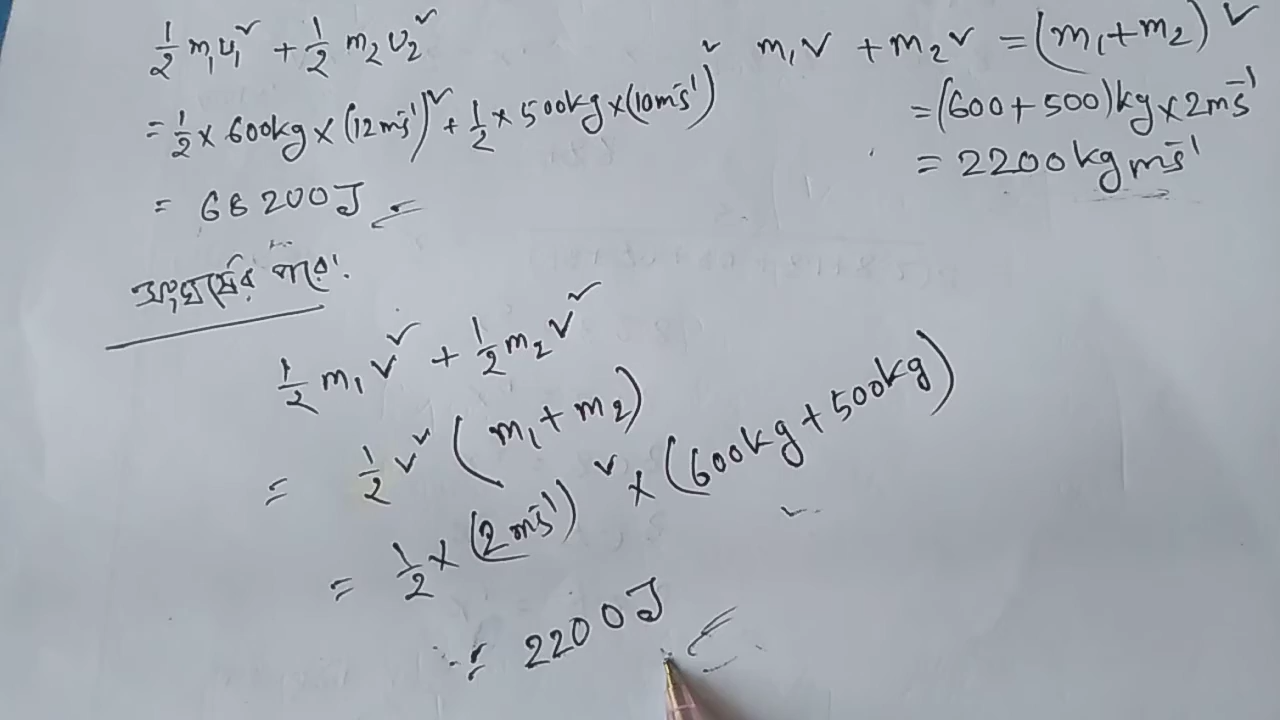 ½ m₁u₁² + ½ m₂u₂²
= ½ × 600kg × (12ms⁻¹)² + ½ × 500kg × (10ms⁻¹)²
= 68200J
m₁v + m₂v = (m₁+m₂) v
= (600+500)kg × 2ms⁻¹
= 2200kgms⁻¹
সংঘর্ষের পরে।
½ m₁v² + ½ m₂v²
= ½ v² (m₁+m₂)
= ½ × (2ms⁻¹)² × (600kg+500kg)
= 2200J